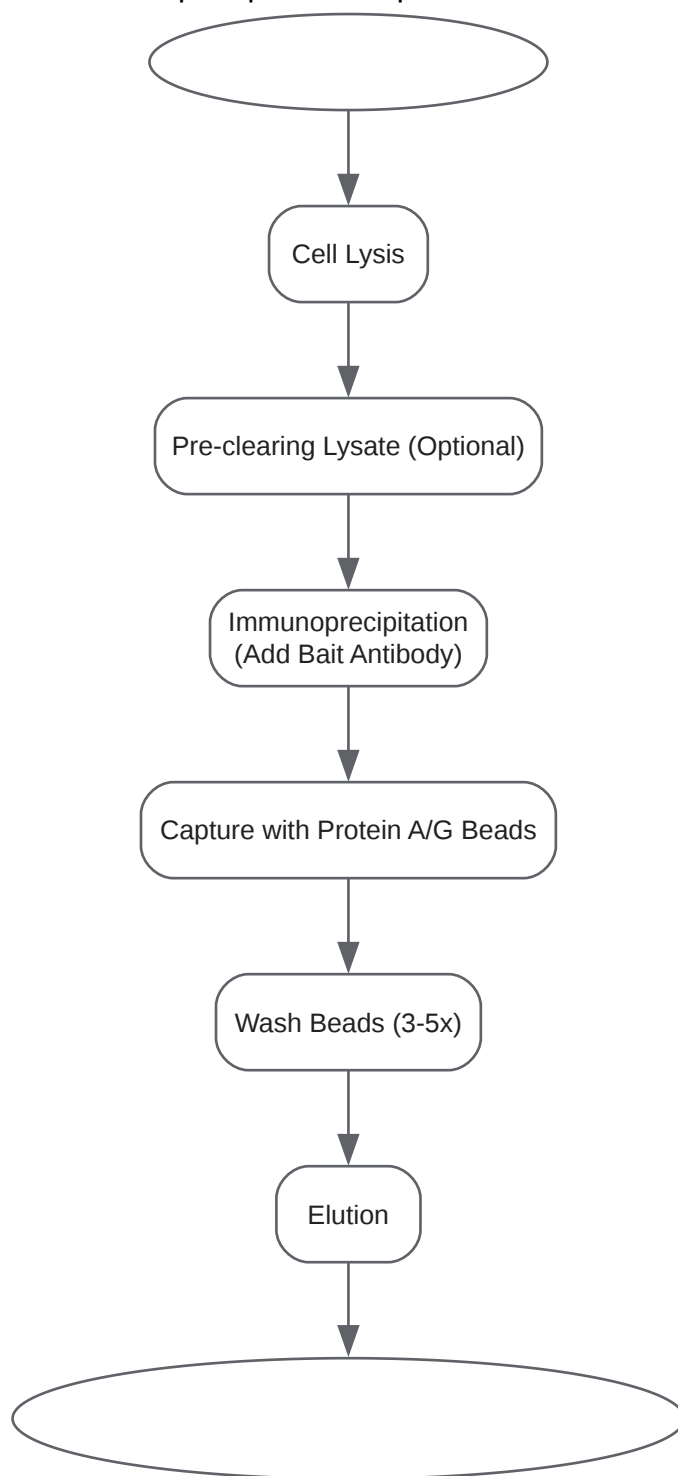 Cell Lysis
Pre-clearing Lysate (Optional)
Immunoprecipitation
(Add Bait Antibody)
Capture with Protein A/G Beads
Wash Beads (3-5x)
Elution